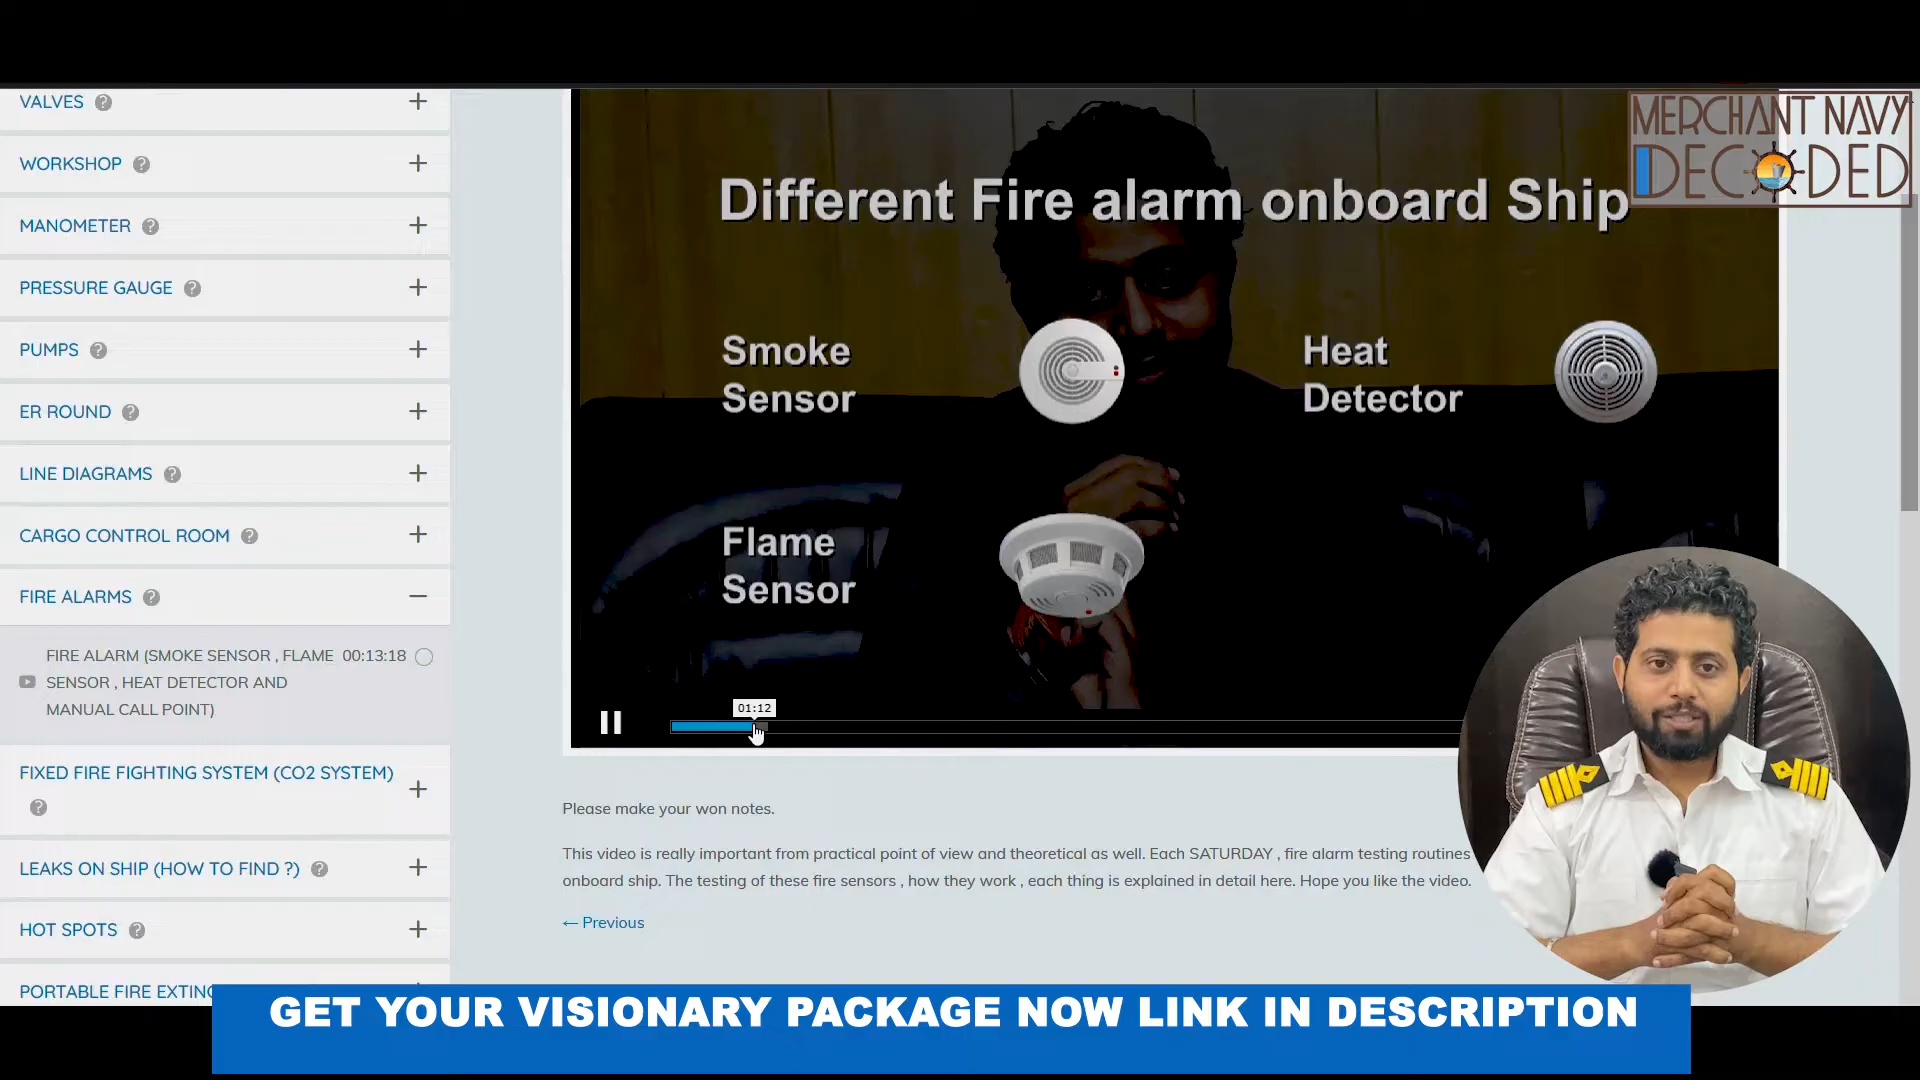 MERCHANT NAVY
DECODED
VALVES ?
WORKSHOP ?
MANOMETER ?
PRESSURE GAUGE ?
PUMPS ?
ER ROUND ?
LINE DIAGRAMS ?
CARGO CONTROL ROOM ?
FIRE ALARMS ?
FIRE ALARM (SMOKE SENSOR , FLAME 00:13:18
SENSOR , HEAT DETECTOR AND
MANUAL CALL POINT)
FIXED FIRE FIGHTING SYSTEM (CO2 SYSTEM)
?
LEAKS ON SHIP (HOW TO FIND ?) ?
HOT SPOTS ?
PORTABLE FIRE
Different Fire alarm onboard Ship
Smoke
Sensor
Heat
Detector
Flame
Sensor
01:12
Please make your won notes.
This video is really important from practical point of view and theoretical as well. Each SATURDAY , fire alarm testing routines
onboard ship. The testing of these fire sensors , how they work , each thing is explained in detail here. Hope you like the video.
← Previous
GET YOUR VISIONARY PACKAGE NOW LINK IN DESCRIPTION